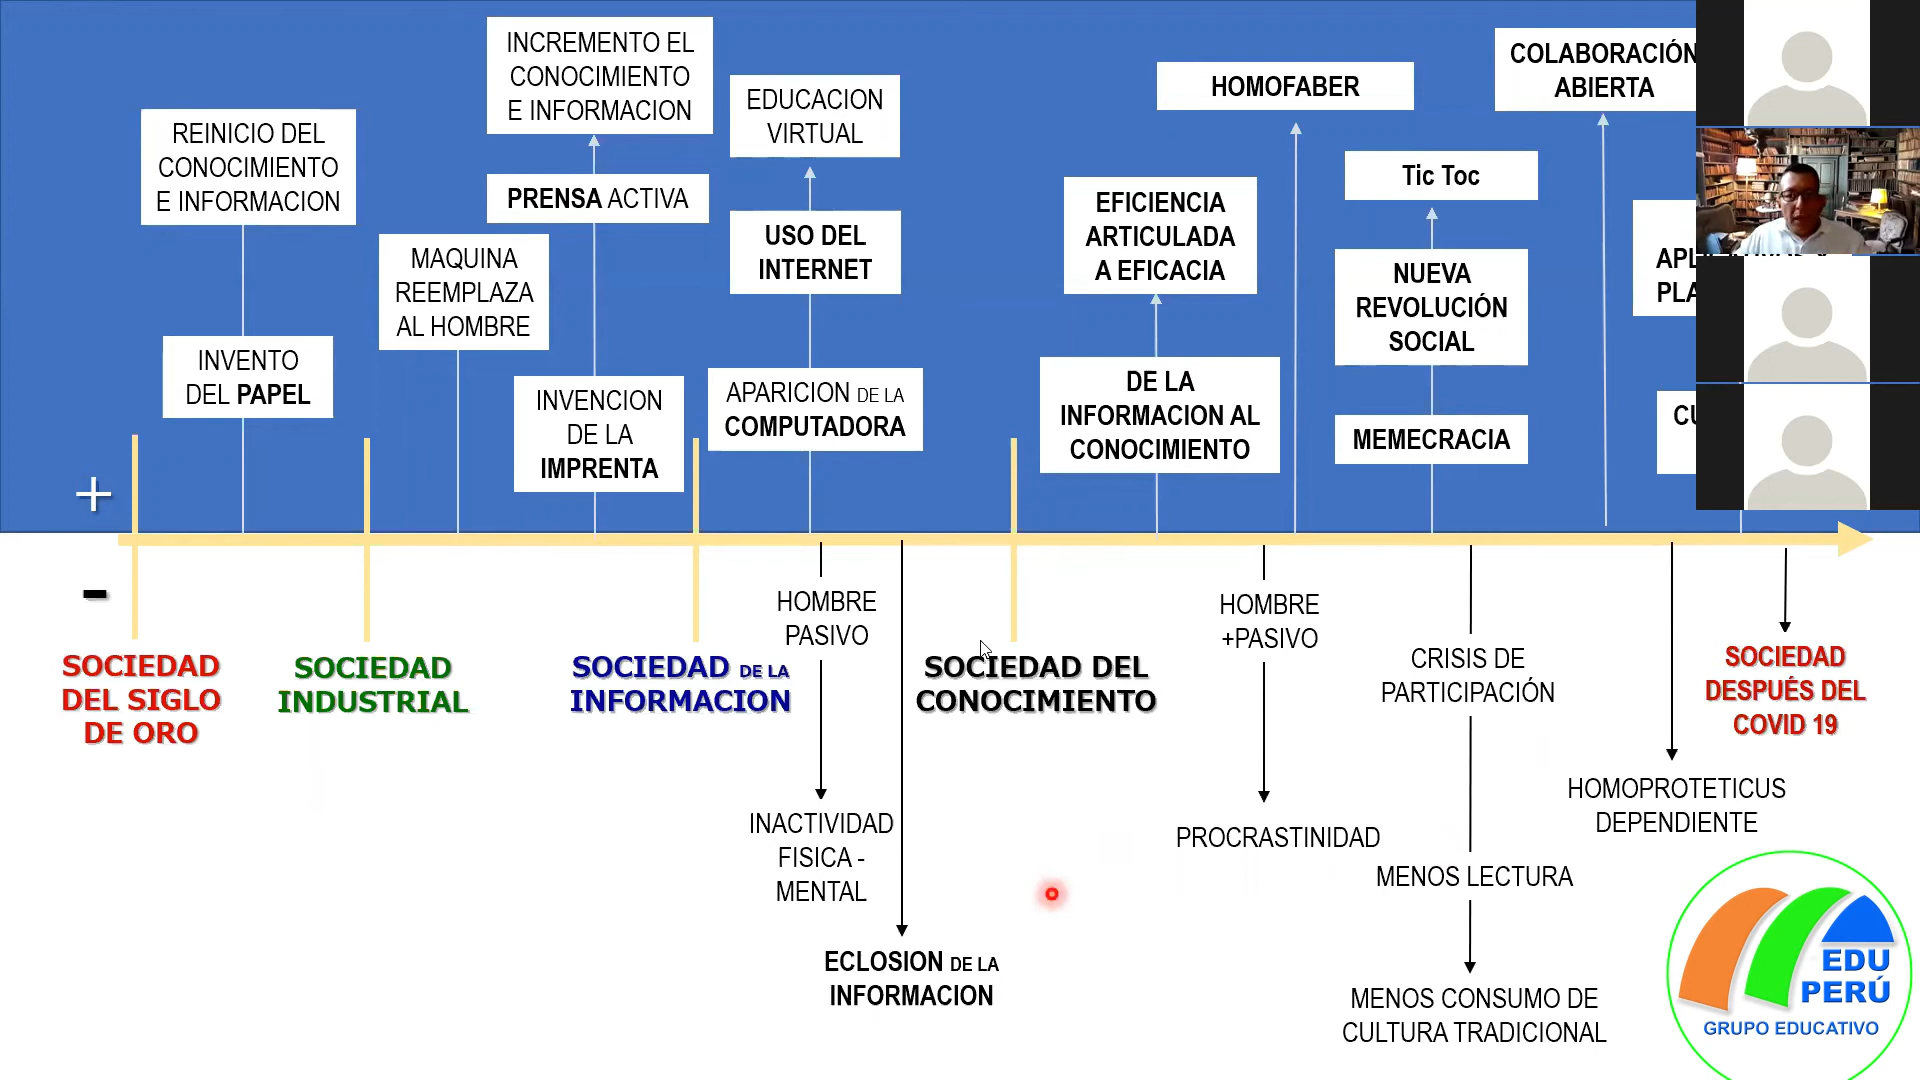 INCREMENTO EL
CONOCIMIENTO
E INFORMACION
COLABORACIÓN
ABIERTA
HOMOFABER
EDUCACION
VIRTUAL
REINICIO DEL
CONOCIMIENTO
E INFORMACION
PRENSA ACTIVA
Tic Toc
EFICIENCIA
ARTICULADA
A EFICACIA
USO DEL
INTERNET
MAQUINA
REEMPLAZA
AL HOMBRE
NUEVA
REVOLUCIÓN
SOCIAL
INVENTO
DEL PAPEL
INVENCION
DE LA
IMPRENTA
APARICION DE LA
COMPUTADORA
DE LA
INFORMACION AL
CONOCIMIENTO
MEMECRACIA
+
-
SOCIEDAD
DEL SIGLO
DE ORO
SOCIEDAD
INDUSTRIAL
SOCIEDAD DE LA
INFORMACION
HOMBRE
PASIVO
SOCIEDAD DEL
CONOCIMIENTO
HOMBRE
+PASIVO
CRISIS DE
PARTICIPACIÓN
SOCIEDAD
DESPUÉS DEL
COVID 19
HOMOPROTETICUS
DEPENDIENTE
INACTIVIDAD
FISICA -
MENTAL
PROCRASTINIDAD
MENOS LECTURA
ECLOSION DE LA
INFORMACION
MENOS CONSUMO DE
CULTURA TRADICIONAL
EDU
PERÚ
GRUPO EDUCATIVO